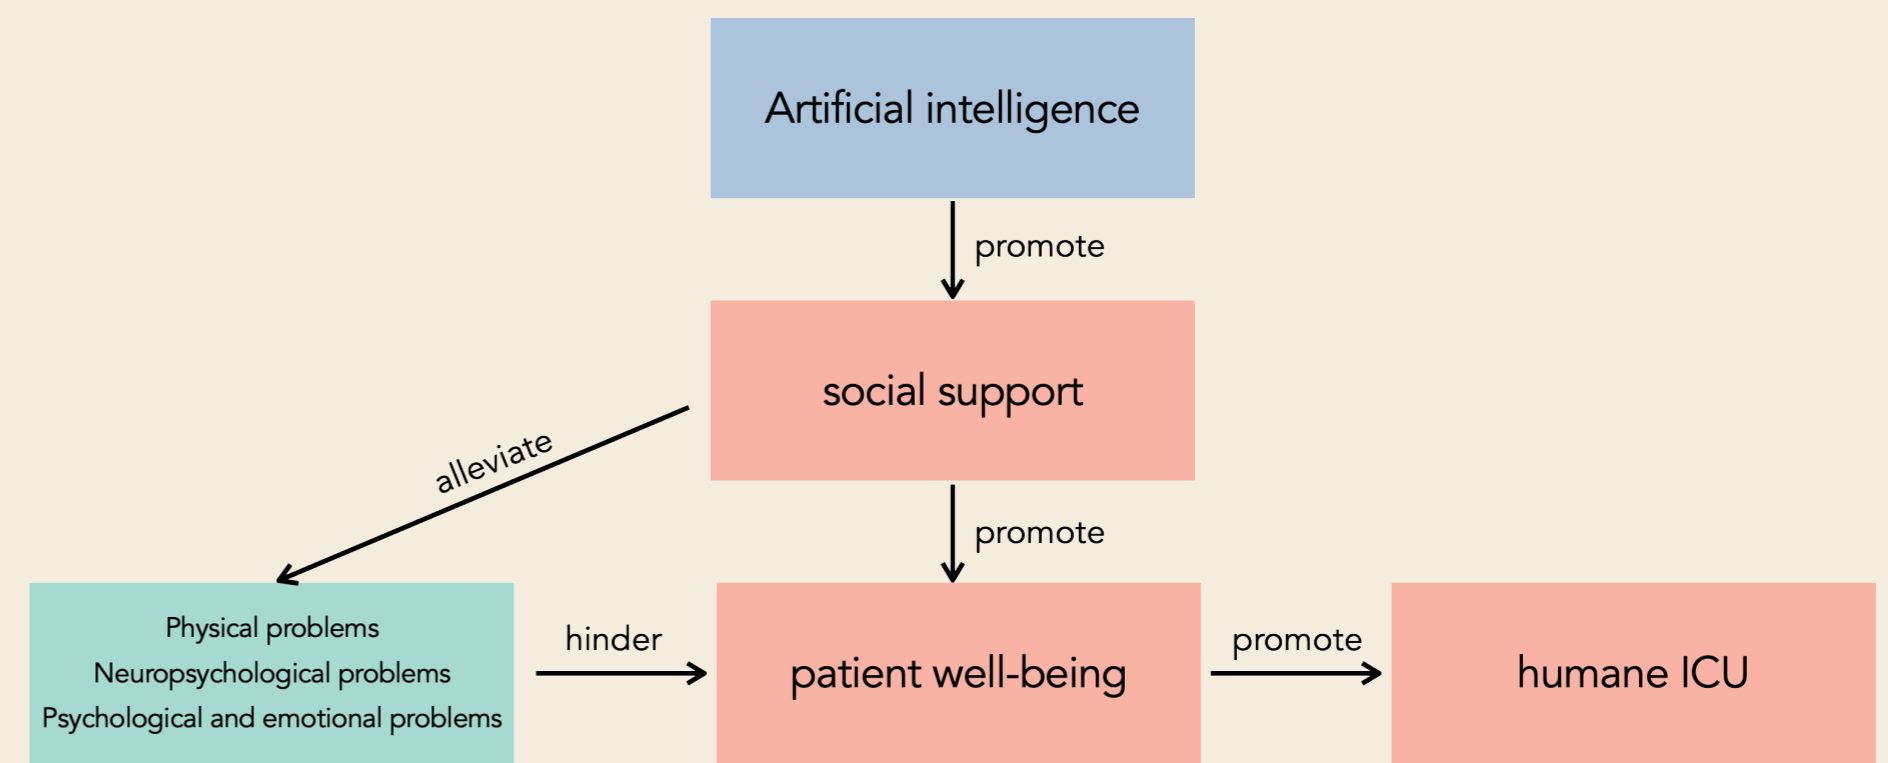 Artificial intelligence
promote
social support
alleviate
promote
Physical problems
Neuropsychological problems
Psychological and emotional problems
hinder
patient well-being
promote
humane ICU